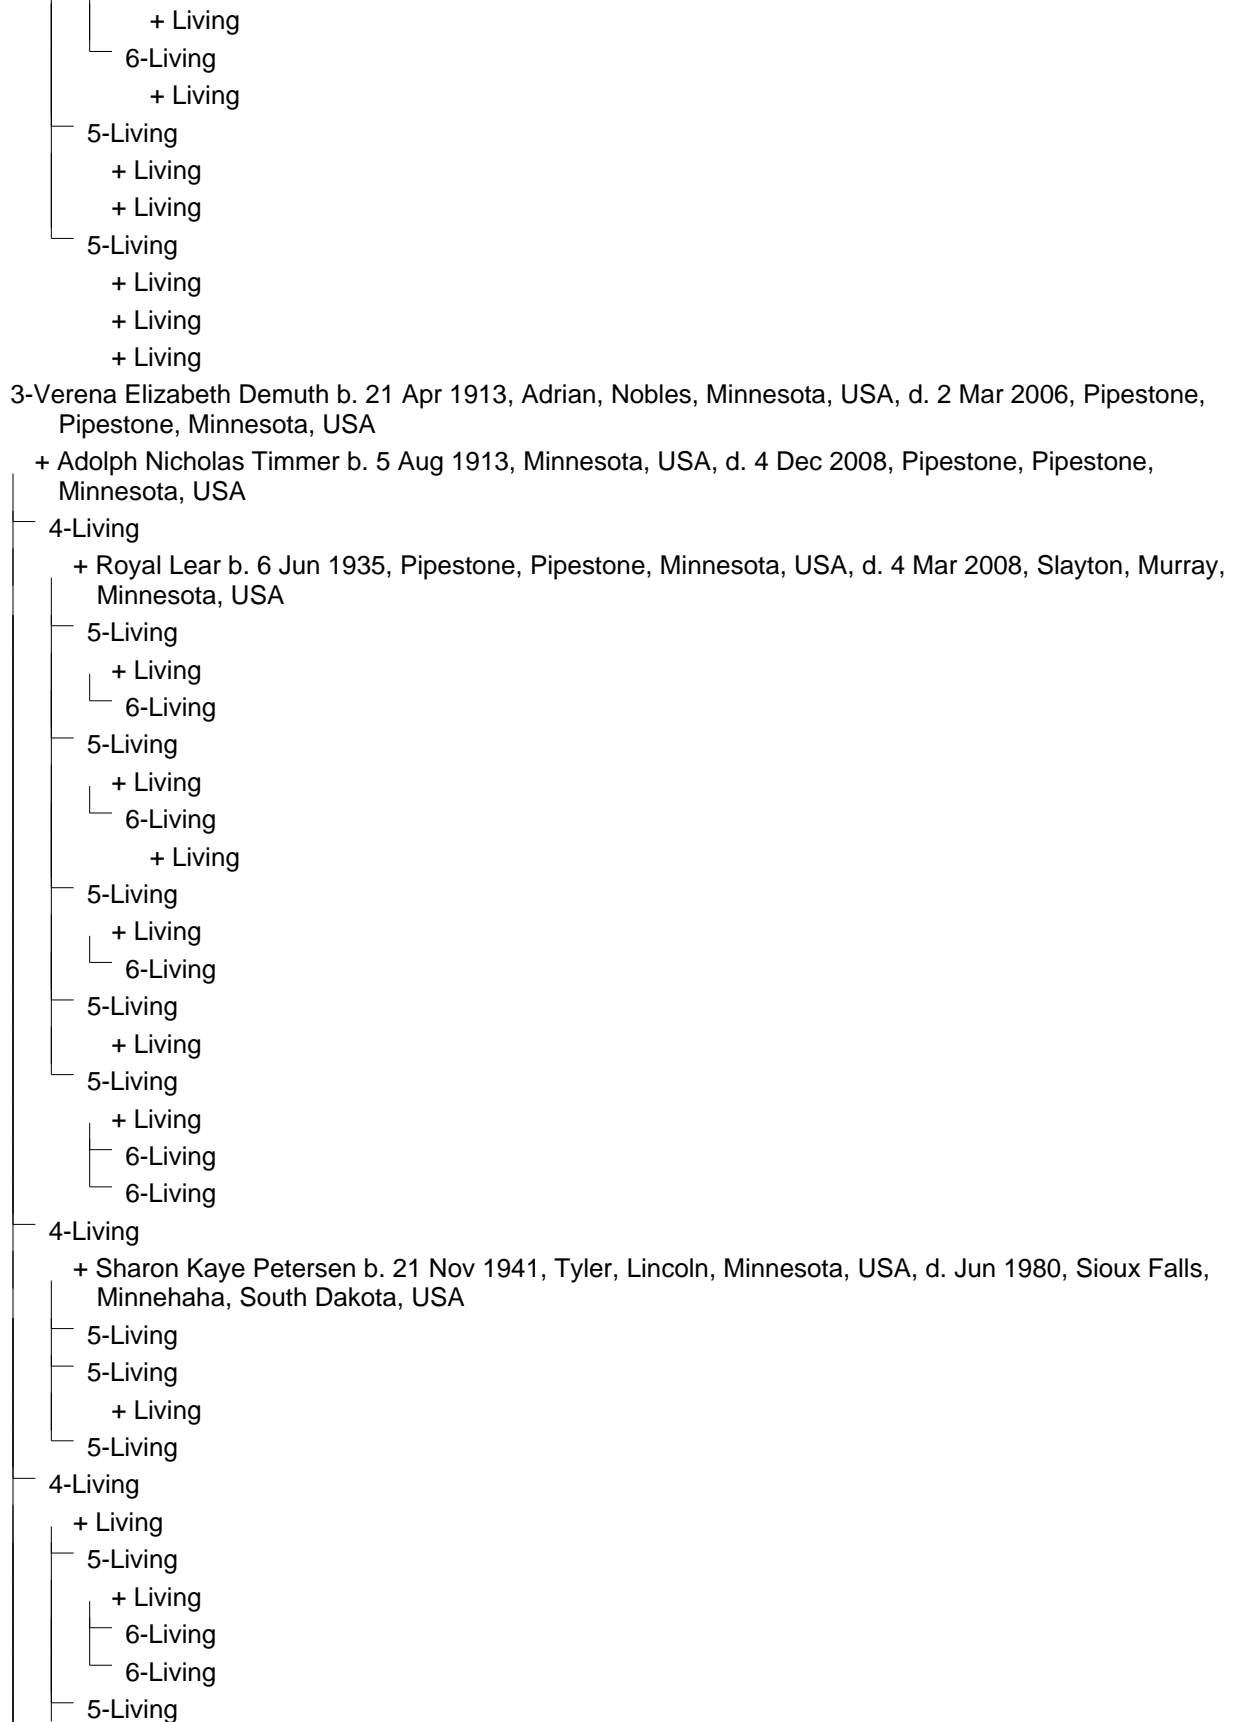 + Living
6-Living
+ Living
5-Living
+ Living
+ Living
5-Living
+ Living
+ Living
+ Living
3-Verena Elizabeth Demuth b. 21 Apr 1913, Adrian, Nobles, Minnesota, USA, d. 2 Mar 2006, Pipestone,
Pipestone, Minnesota, USA
+ Adolph Nicholas Timmer b. 5 Aug 1913, Minnesota, USA, d. 4 Dec 2008, Pipestone, Pipestone,
Minnesota, USA
4-Living
+ Royal Lear b. 6 Jun 1935, Pipestone, Pipestone, Minnesota, USA, d. 4 Mar 2008, Slayton, Murray,
Minnesota, USA
5-Living
+ Living
6-Living
5-Living
+ Living
6-Living
+ Living
5-Living
+ Living
6-Living
5-Living
+ Living
5-Living
+ Living
6-Living
6-Living
4-Living
+ Sharon Kaye Petersen b. 21 Nov 1941, Tyler, Lincoln, Minnesota, USA, d. Jun 1980, Sioux Falls,
Minnehaha, South Dakota, USA
5-Living
5-Living
+ Living
5-Living
4-Living
+ Living
5-Living
+ Living
6-Living
6-Living
5-Living